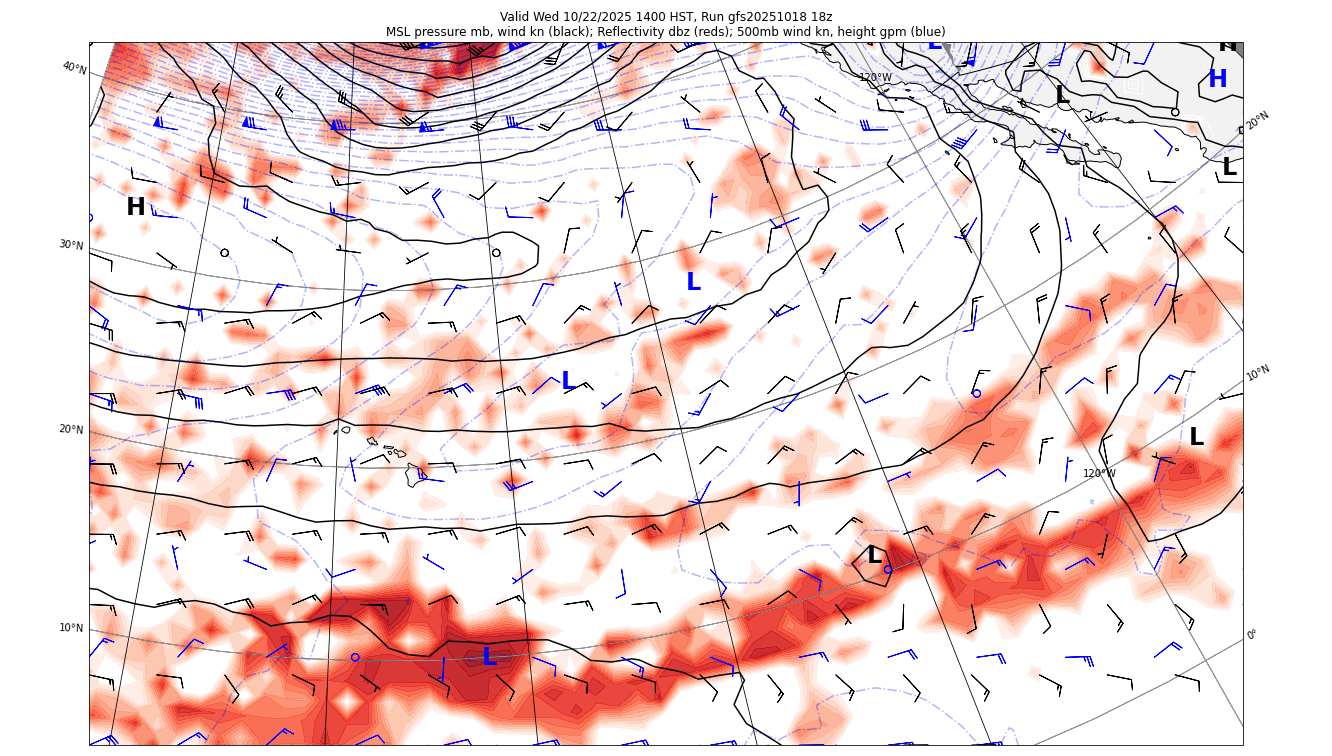 Valid Wed 10/22/2025 1400 HST, Run gfs20251018 18z
MSL pressure mb, wind kn (black); Reflectivity dbz (reds); 500mb wind kn, height gpm (blue)
L
H
40°N
120°W
H
L
20°N
L
H
30°N
L
10°N
L
20°N
L
120°W
L
10°N
0°
L